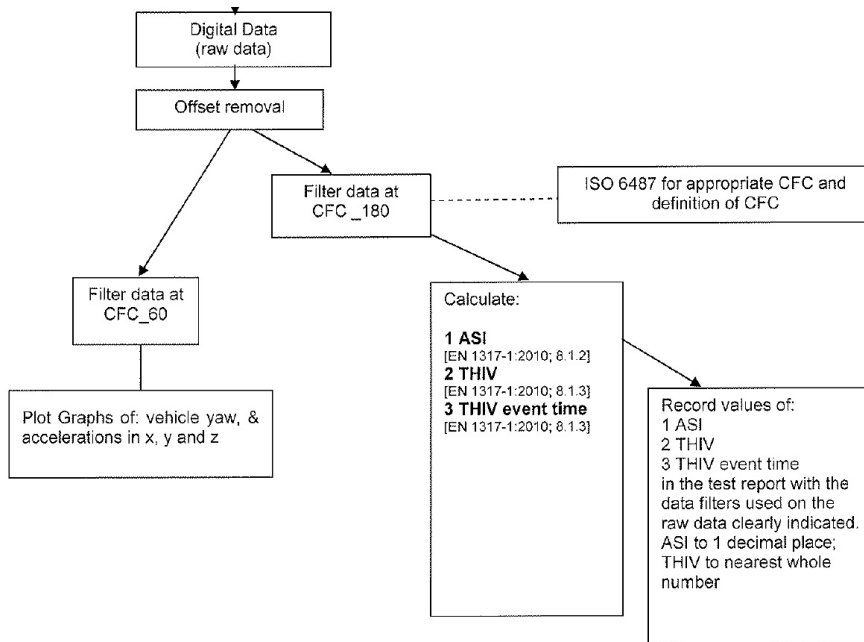 Digital Data
(raw data)
Offset removal
Filter data at
CFC _180
ISO 6487 for appropriate CFC and
definition of CFC
Filter data at
CFC_60
Calculate:
1 ASI
[EN 1317-1:2010; 8.1.2]
2 THIV
[EN 1317-1:2010; 8.1.3]
3 THIV event time
[EN 1317-1:2010; 8.1.3]
Plot Graphs of: vehicle yaw, &
accelerations in x, y and z
Record values of:
1 ASI
2 THIV
3 THIV event time
in the test report with the
data filters used on the
raw data clearly indicated.
ASI to 1 decimal place;
THIV to nearest whole
number